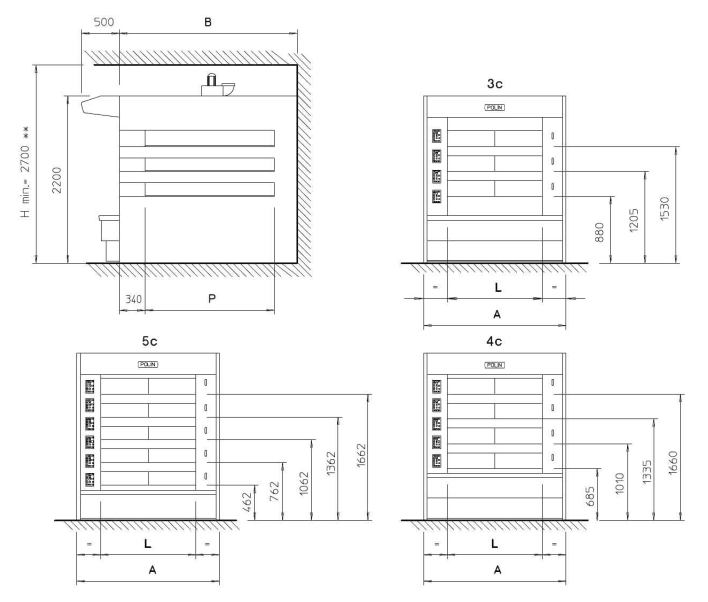 500
B
H min.= 2700 **
2200
340
P
3c
POLIN
880
1205
1530
=
L
=
A
5c
POLIN
462
762
1062
1362
1662
=
L
=
A
4c
POLIN
685
1010
1335
1660
=
L
=
A